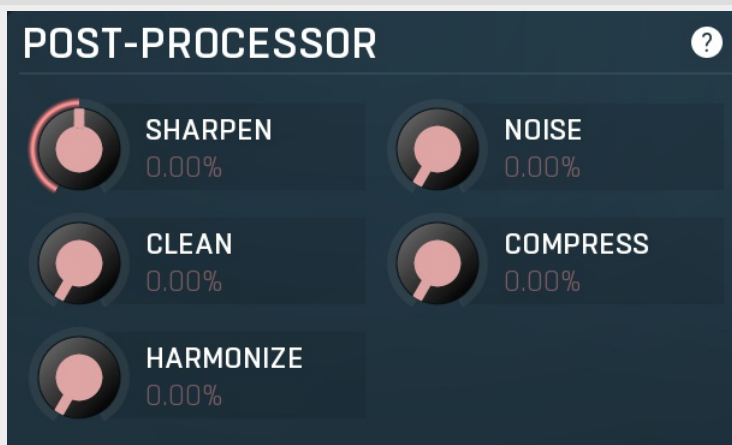 POST-PROCESSOR
?
SHARPEN
0.00%
NOISE
0.00%
CLEAN
0.00%
COMPRESS
0.00%
HARMONIZE
0.00%